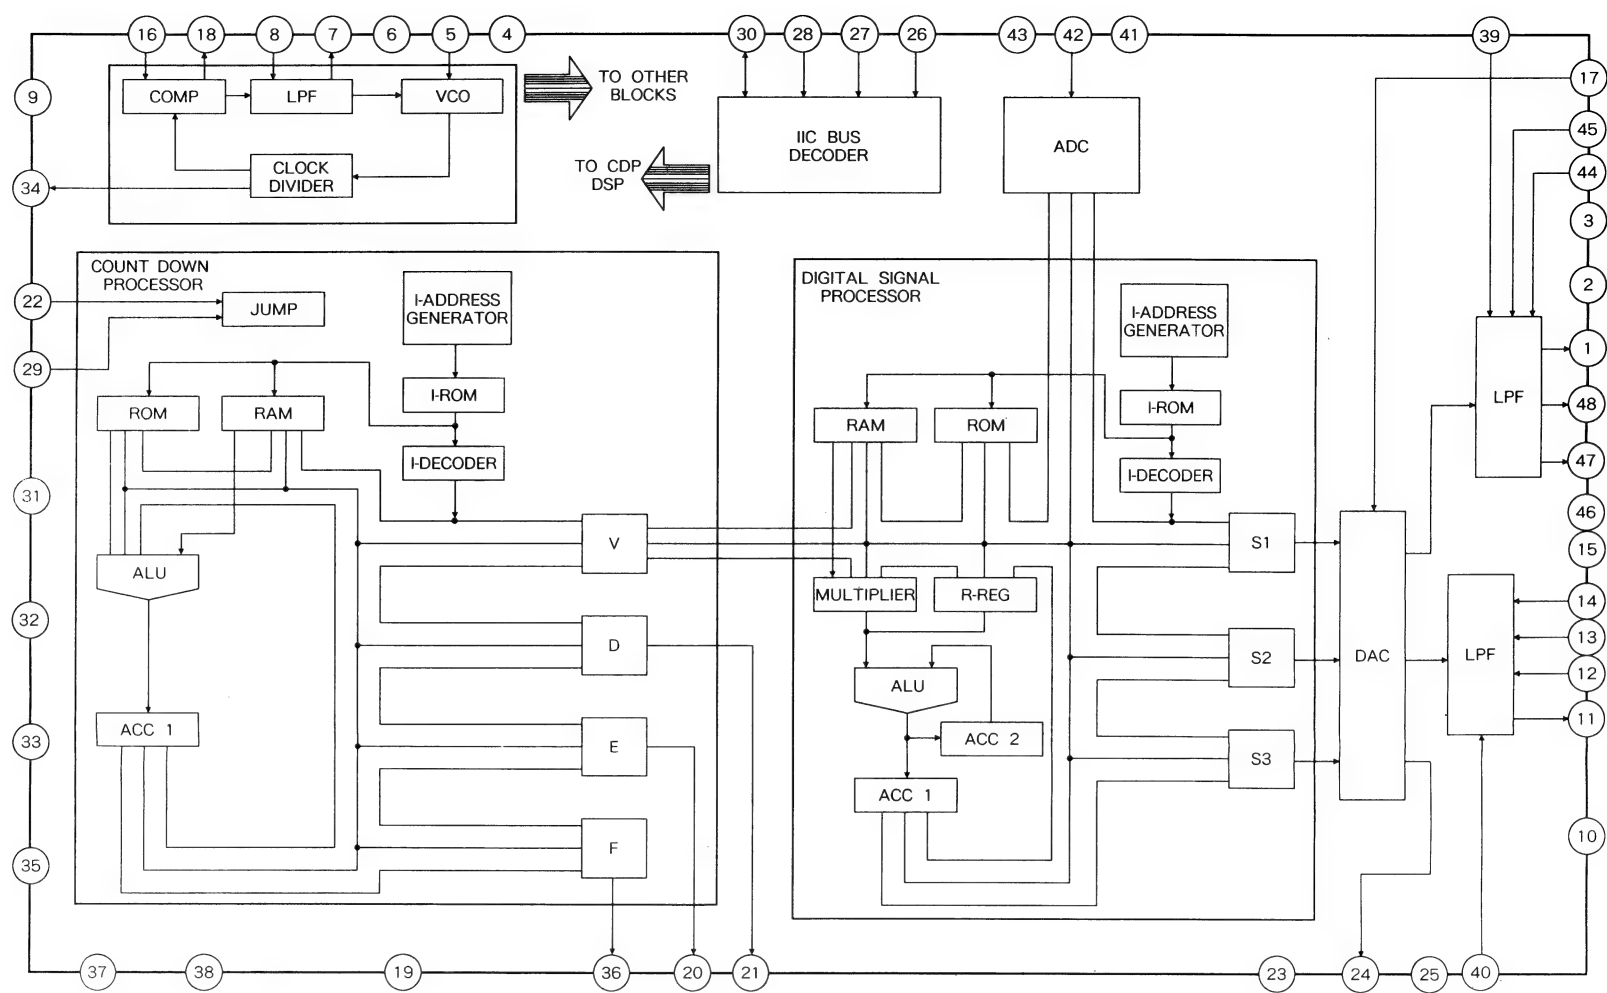 16 18 8 7 6 5 4 30 28 27 26 43 42 41 39
9
17
COMP LPF VCO
TO OTHER
BLOCKS
CLOCK
DIVIDER
TO CDP
DSP
IIC BUS
DECODER
ADC
34
45
44
3
2
1
48
47
46
15
14
13
12
11
10
LPF
COUNT DOWN
PROCESSOR
22
29
31
32
33
35
JUMP
I-ADDRESS
GENERATOR
I-ROM
I-DECODER
ROM RAM
ALU
ACC 1
V
D
E
F
DIGITAL SIGNAL
PROCESSOR
I-ADDRESS
GENERATOR
I-ROM
I-DECODER
RAM ROM
MULTIPLIER R-REG
ALU
ACC 2
ACC 1
S1
S2
S3
DAC
LPF
37 38 19 36 20 21 23 24 25 40